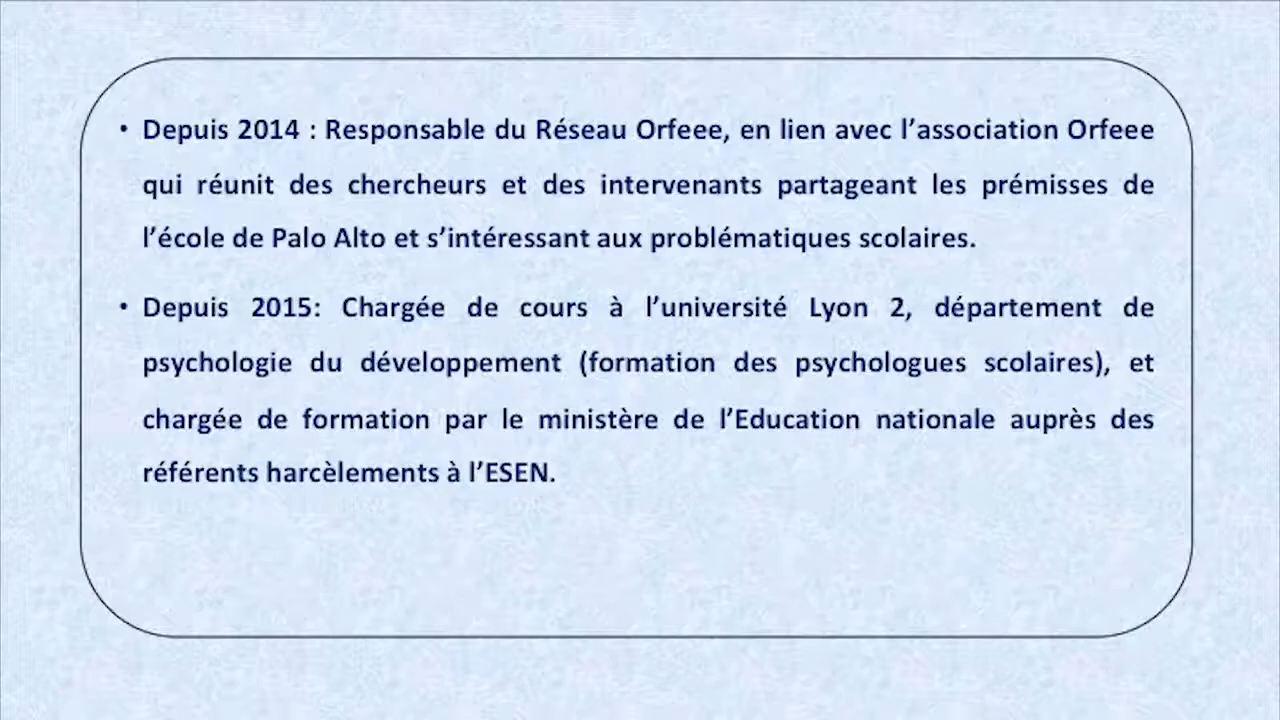 • Depuis 2014 : Responsable du Réseau Orfeee, en lien avec l’association Orfeee
qui réunit des chercheurs et des intervenants partageant les prémisses de
l’école de Palo Alto et s’intéressant aux problématiques scolaires.
• Depuis 2015: Chargée de cours à l’université Lyon 2, département de
psychologie du développement (formation des psychologues scolaires), et
chargée de formation par le ministère de l’Education nationale auprès des
référents harcèlements à l’ESEN.